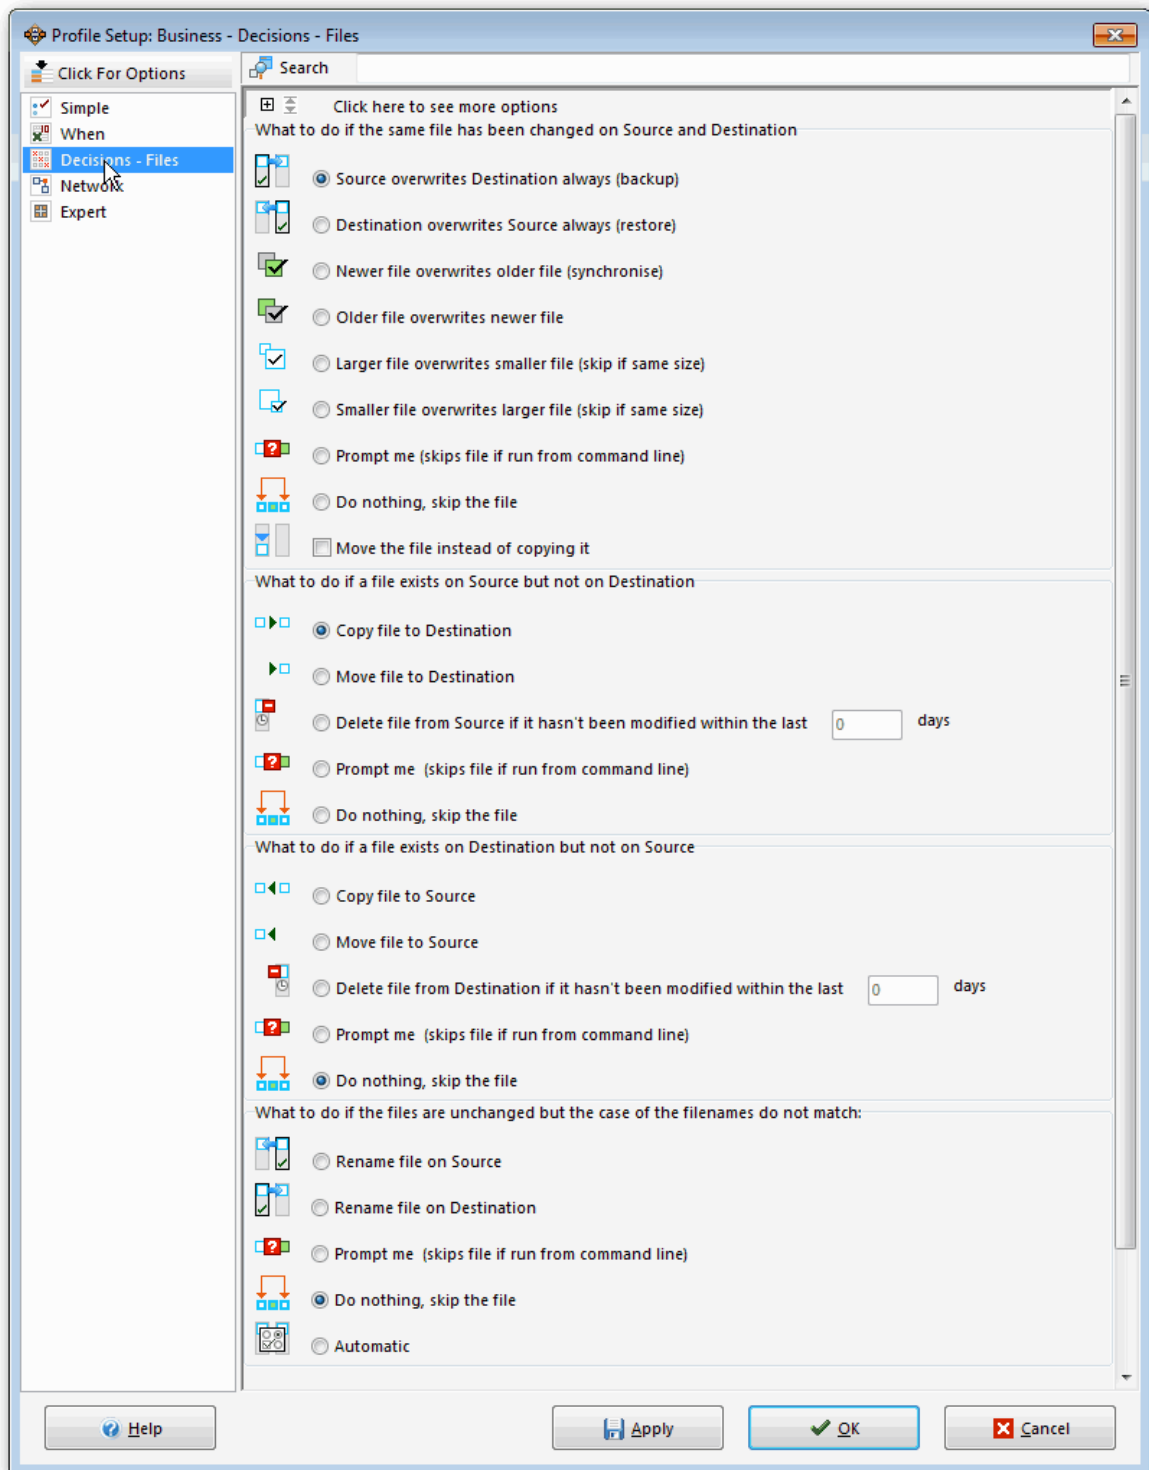 Profile Setup: Business - Decisions - Files
Click For Options
Search
Simple
When
Decisions - Files
Network
Expert
Click here to see more options
What to do if the same file has been changed on Source and Destination
Source overwrites Destination always (backup)
Destination overwrites Source always (restore)
Newer file overwrites older file (synchronise)
Older file overwrites newer file
Larger file overwrites smaller file (skip if same size)
Smaller file overwrites larger file (skip if same size)
Prompt me (skips file if run from command line)
Do nothing, skip the file
Move the file instead of copying it
What to do if a file exists on Source but not on Destination
Copy file to Destination
Move file to Destination
Delete file from Source if it hasn't been modified within the last 0 days
Prompt me  (skips file if run from command line)
Do nothing, skip the file
What to do if a file exists on Destination but not on Source
Copy file to Source
Move file to Source
Delete file from Destination if it hasn't been modified within the last 0 days
Prompt me  (skips file if run from command line)
Do nothing, skip the file
What to do if the files are unchanged but the case of the filenames do not match:
Rename file on Source
Rename file on Destination
Prompt me  (skips file if run from command line)
Do nothing, skip the file
Automatic
Help
Apply
OK
Cancel